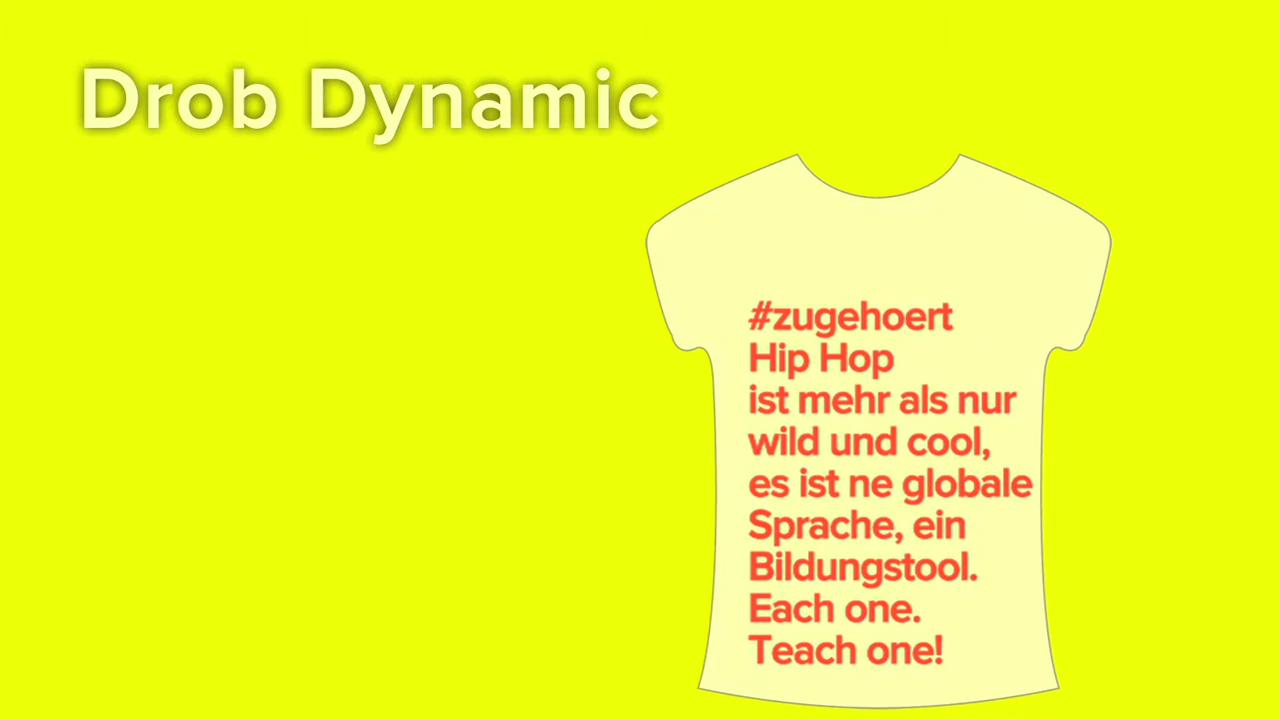 Drob Dynamic
#zugehoert
Hip Hop
ist mehr als nur
wild und cool,
es ist ne globale
Sprache, ein
Bildungstool.
Each one.
Teach one!